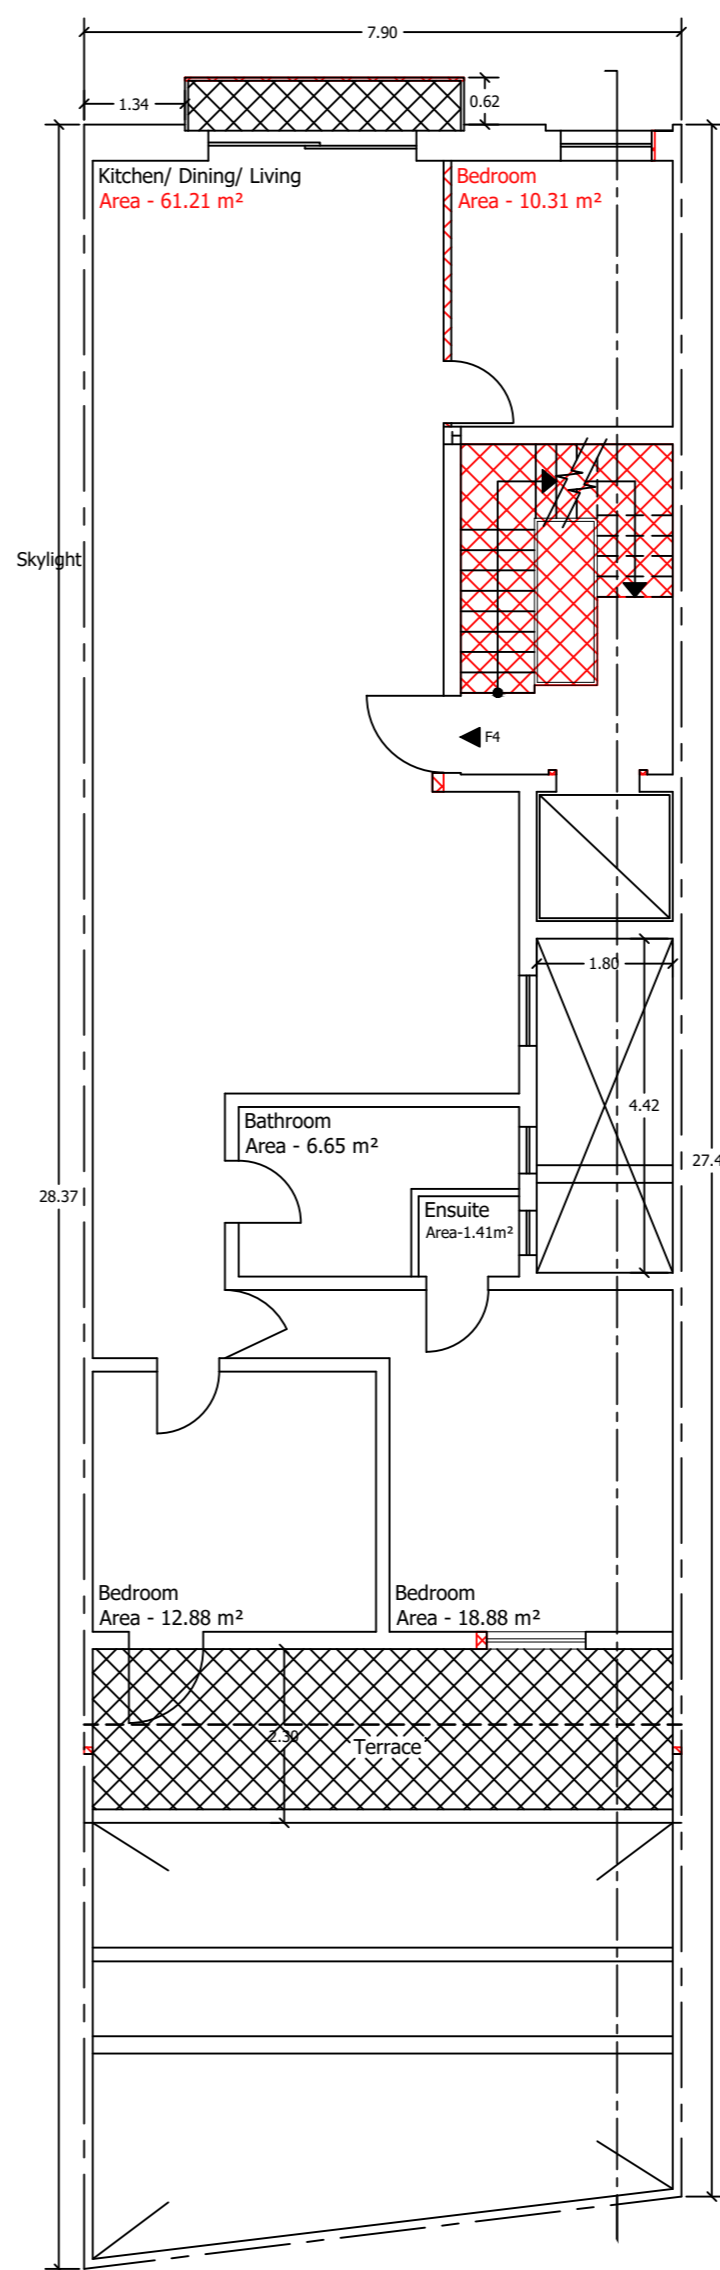 7.90
1.34
0.62
Kitchen/ Dining/ Living
Area - 61.21 m²
Bedroom
Area - 10.31 m²
Skylight
F4
1.80
4.42
Bathroom
Area - 6.65 m²
Ensuite
Area-1.41m²
28.37
27.4
Bedroom
Area - 12.88 m²
Bedroom
Area - 18.88 m²
2.30
Terrace